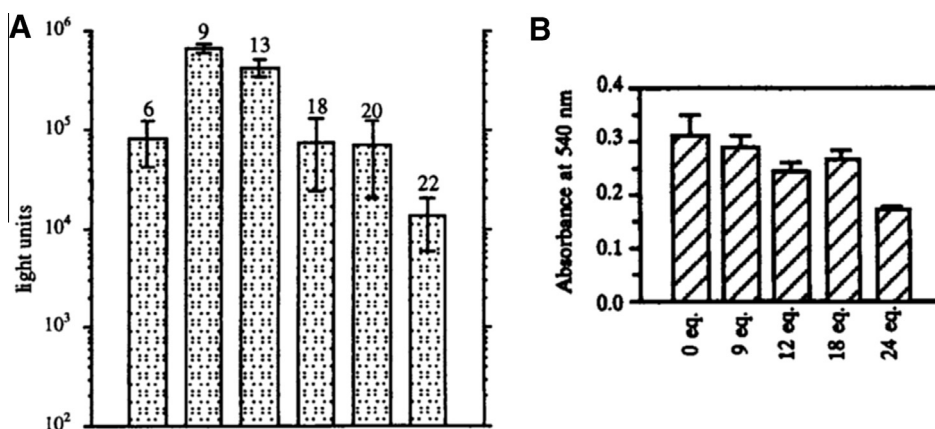 A
light units
10⁶
10⁵
10⁴
10³
10²
6
9
13
18
20
22
B
Absorbance at 540 nm
0.4
0.3
0.2
0.1
0.0
0 eq.
9 eq.
12 eq.
18 eq.
24 eq.